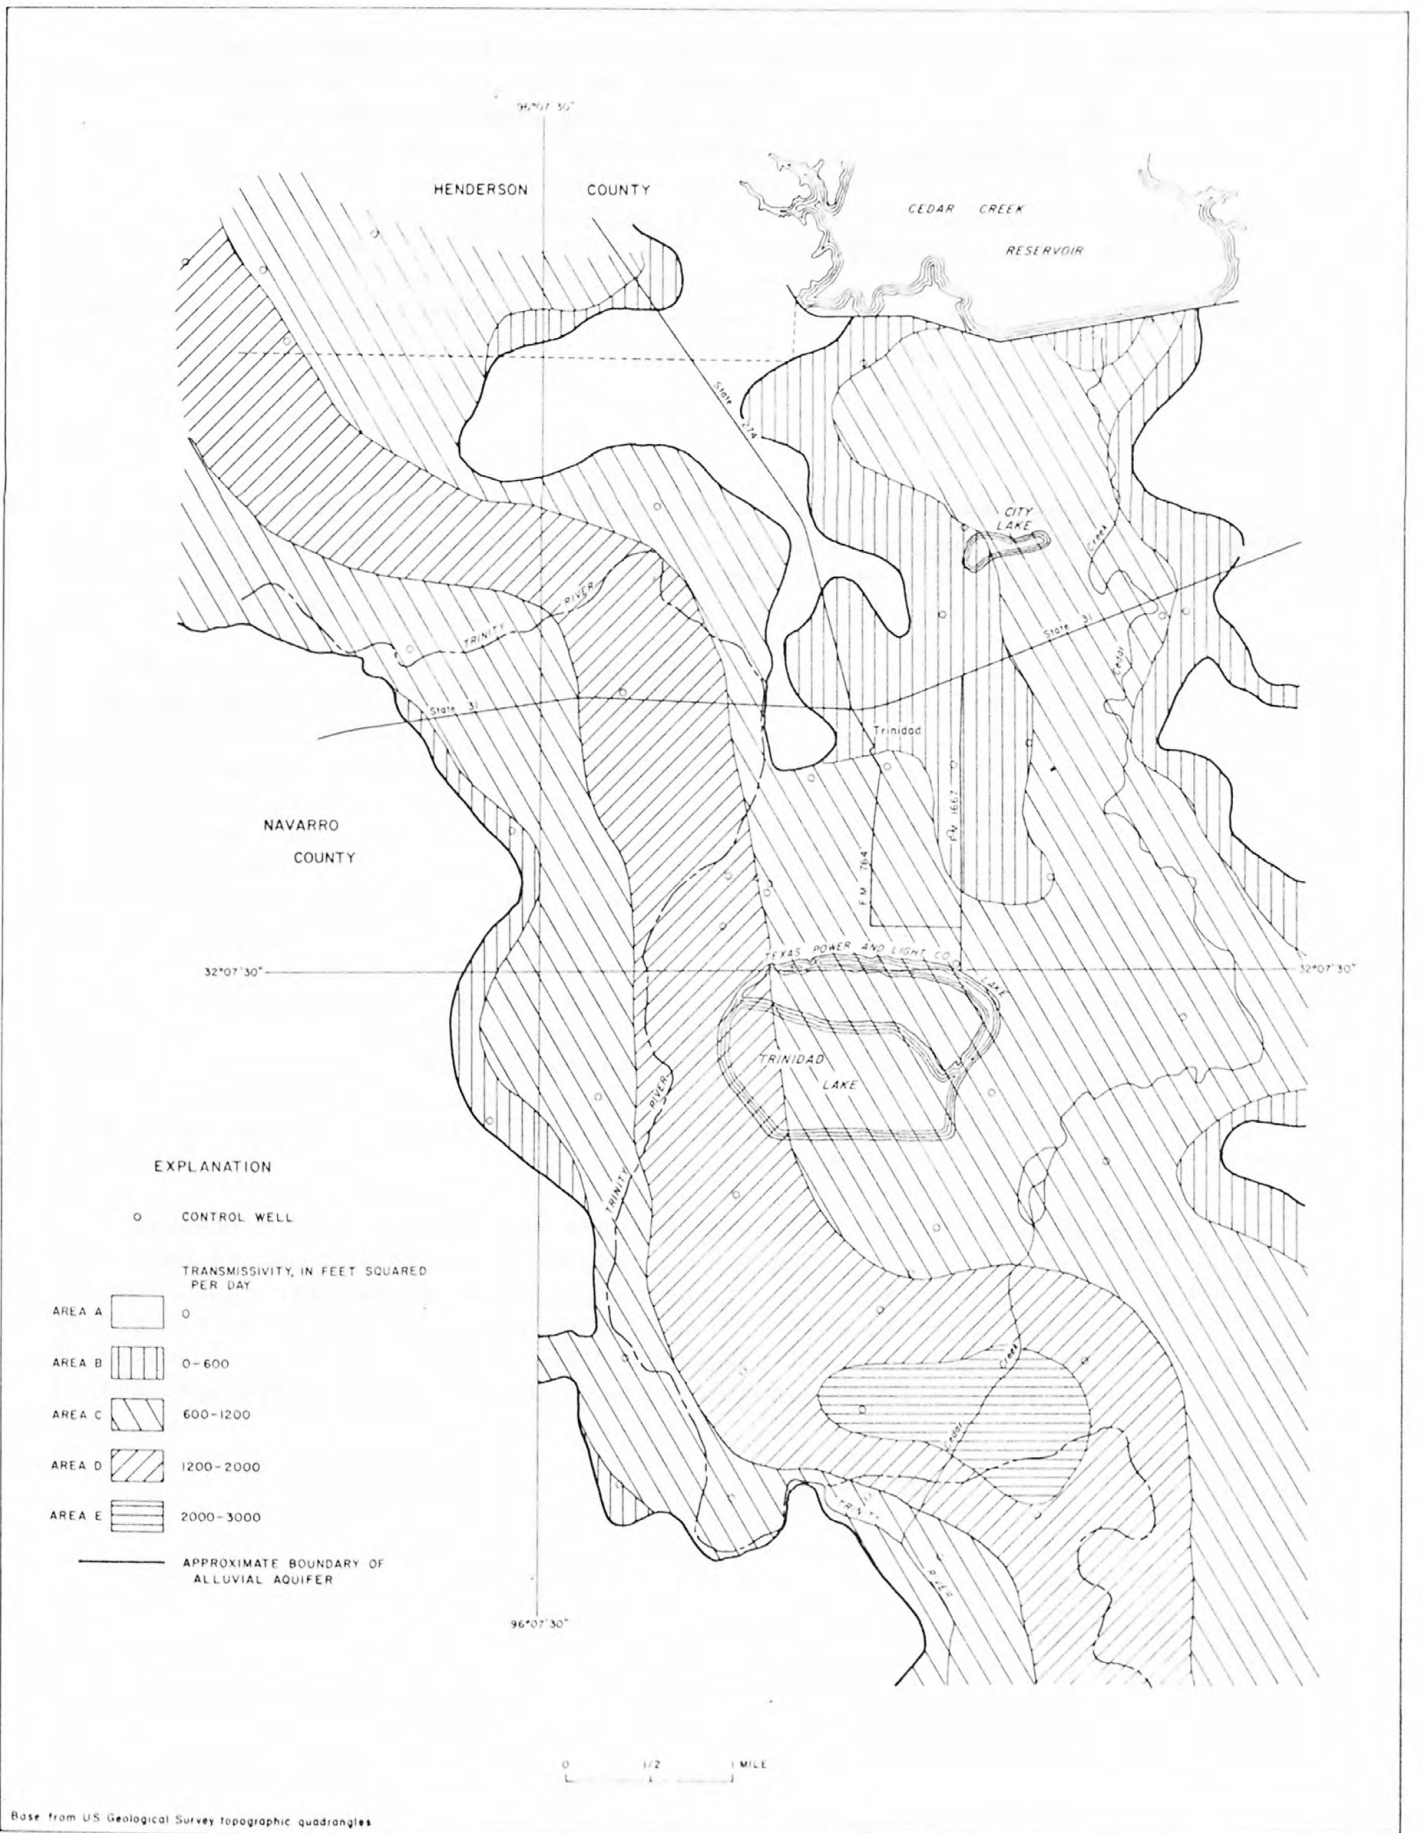 96°07'30"
HENDERSON COUNTY
CEDAR CREEK
RESERVOIR
State 274
CITY
LAKE
Creek
RIVER
TRINITY
State 31
Cedar
State 31
Trinidad
NAVARRO
COUNTY
FM 1667
FM 764
TEXAS POWER AND LIGHT CO. LAKE
32°07'30"
32°07'30"
TRINIDAD
LAKE
RIVER
TRINITY
EXPLANATION
CONTROL WELL
TRANSMISSIVITY, IN FEET SQUARED
PER DAY
AREA A 0
AREA B 0-600
AREA C 600-1200
AREA D 1200-2000
AREA E 2000-3000
APPROXIMATE BOUNDARY OF
ALLUVIAL AQUIFER
Creek
Cedar
TRINITY
RIVER
96°07'30"
0 1/2 1 MILE
Base from US Geological Survey topographic quadrangles